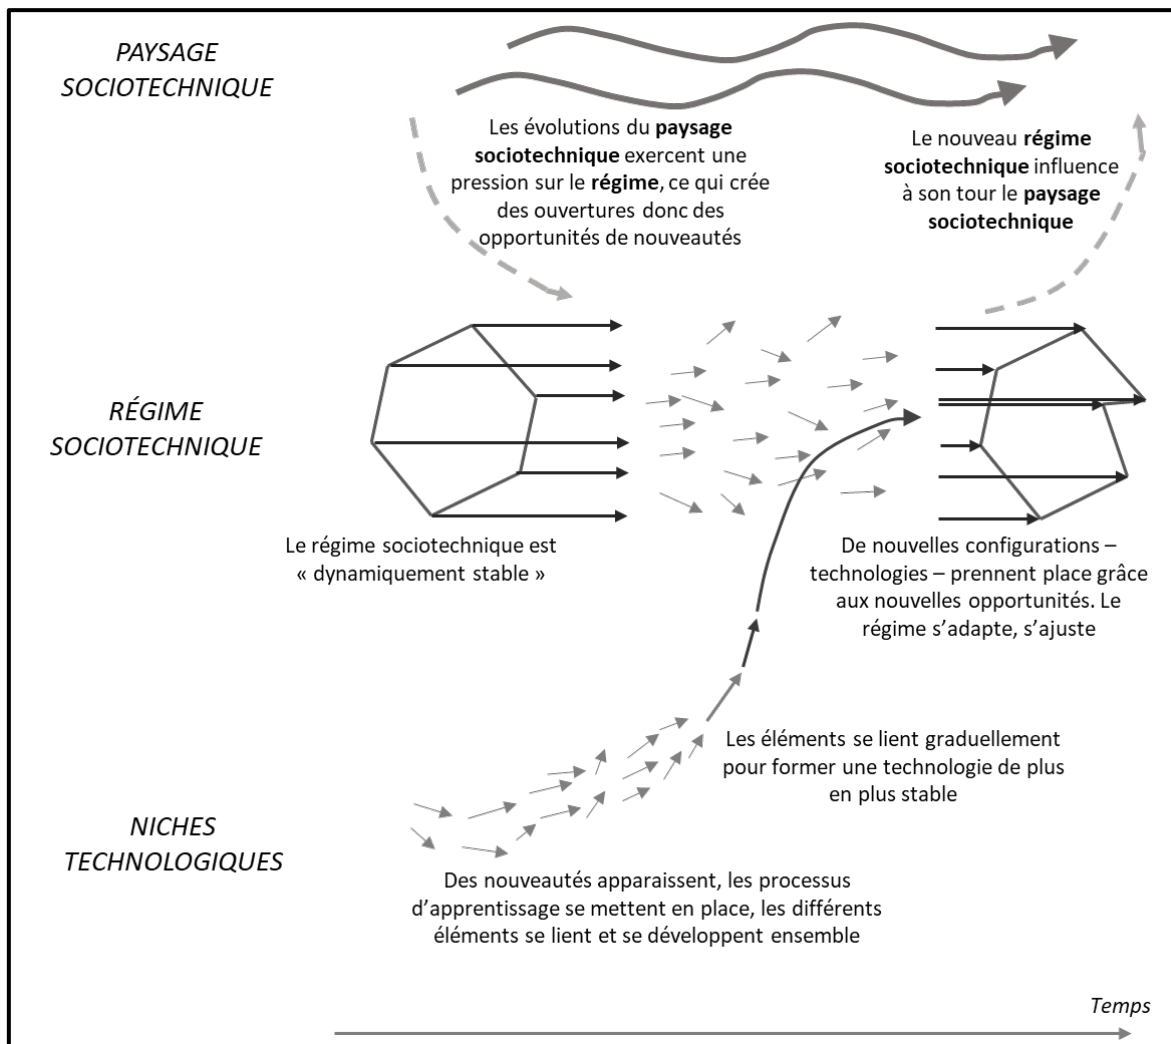 PAYSAGE
SOCIOTECHNIQUE
Les évolutions du paysage
sociotechnique exercent une
pression sur le régime, ce qui crée
des ouvertures donc des
opportunités de nouveautés
Le nouveau régime
sociotechnique influence
à son tour le paysage
sociotechnique
RÉGIME
SOCIOTECHNIQUE
Le régime sociotechnique est
« dynamiquement stable »
De nouvelles configurations –
technologies – prennent place grâce
aux nouvelles opportunités. Le
régime s’adapte, s’ajuste
Les éléments se lient graduellement
pour former une technologie de plus
en plus stable
NICHES
TECHNOLOGIQUES
Des nouveautés apparaissent, les processus
d’apprentissage se mettent en place, les différents
éléments se lient et se développent ensemble
Temps